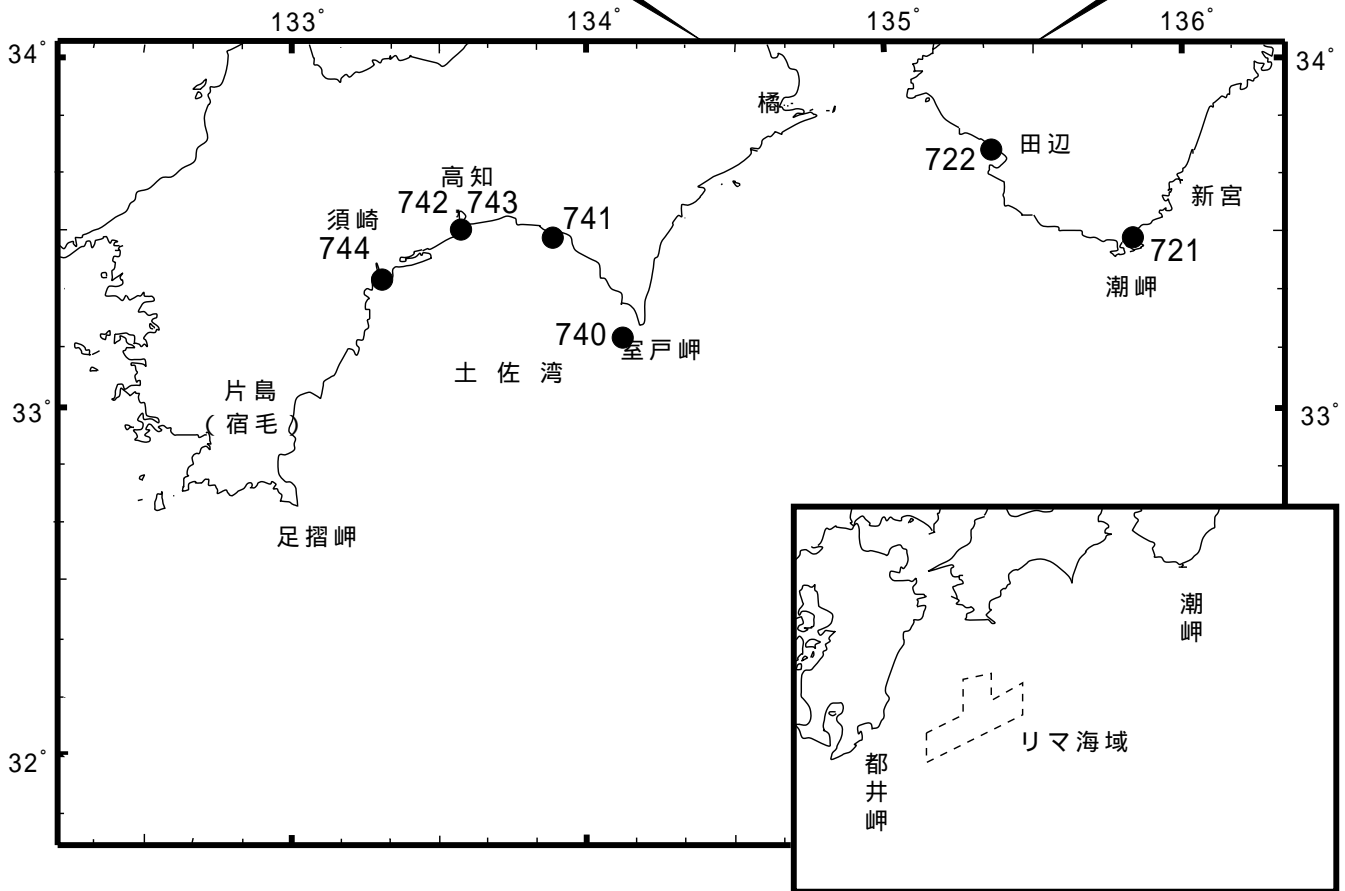 133°
134°
135°
136°
34°
34°
橘
田辺
722
高知
742,743
新宮
須崎
741
744
721
潮岬
740
室戸岬
土佐湾
片島
(宿毛)
33°
33°
足摺岬
潮岬
リマ海域
都井岬
32°